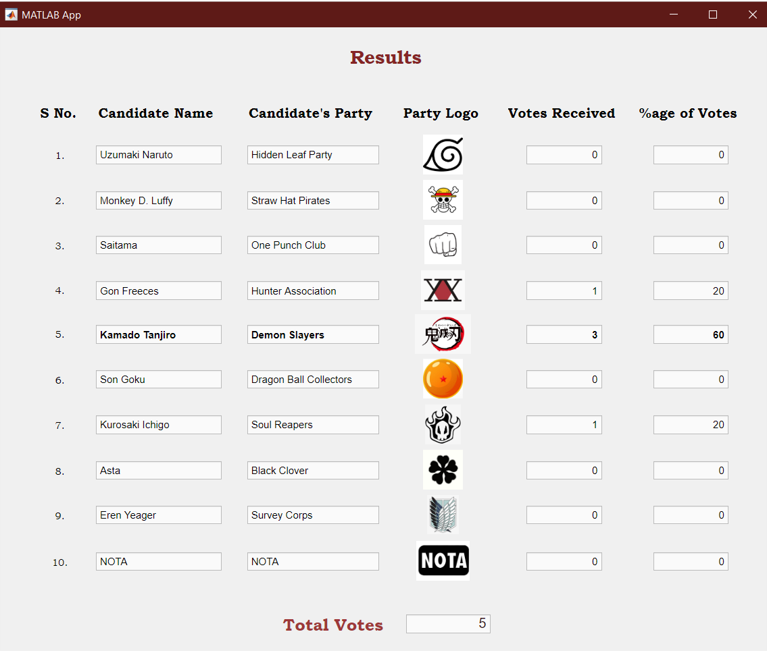 MATLAB App
Results
S No. Candidate Name Candidate's Party Party Logo Votes Received %age of Votes
1. Uzumaki Naruto Hidden Leaf Party 0 0
2. Monkey D. Luffy Straw Hat Pirates 0 0
3. Saitama One Punch Club 0 0
4. Gon Freeces Hunter Association 1 20
5. Kamado Tanjiro Demon Slayers 鬼滅刃 3 60
6. Son Goku Dragon Ball Collectors 0 0
7. Kurosaki Ichigo Soul Reapers 1 20
8. Asta Black Clover 0 0
9. Eren Yeager Survey Corps 0 0
10. NOTA NOTA NOTA 0 0
Total Votes 5